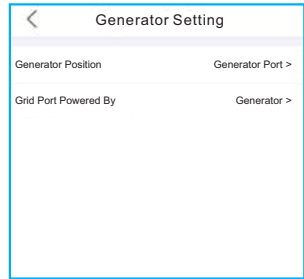 Generator Setting
Generator Position Generator Port >
Grid Port Powered By Generator >